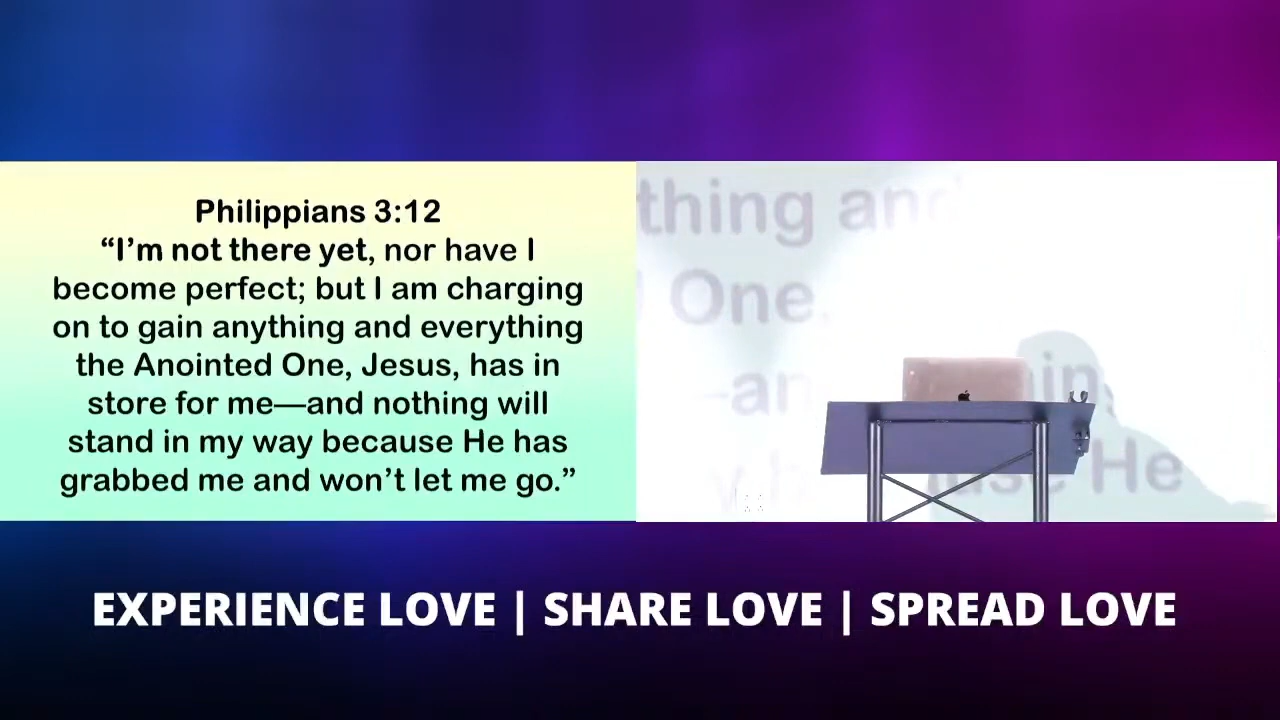 Philippians 3:12
“I’m not there yet, nor have I
become perfect; but I am charging
on to gain anything and everything
the Anointed One, Jesus, has in
store for me—and nothing will
stand in my way because He has
grabbed me and won’t let me go.”
thing and
One,
He
EXPERIENCE LOVE | SHARE LOVE | SPREAD LOVE